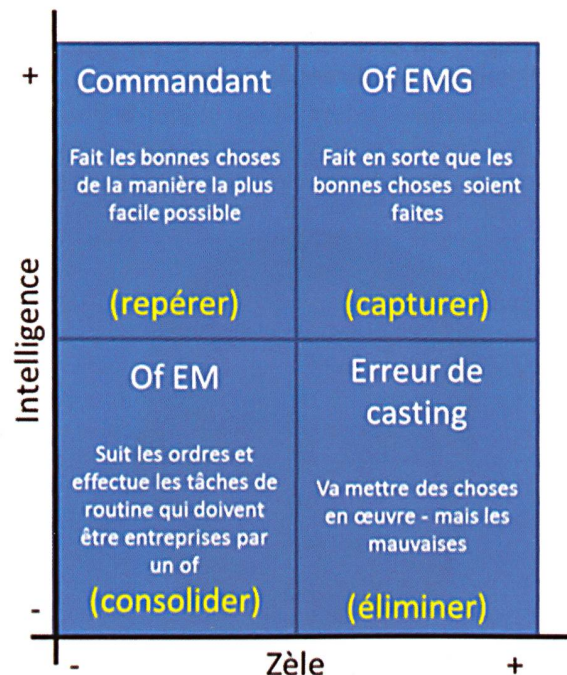 +
Commandant
Fait les bonnes choses
de la manière la plus
facile possible
(repérer)
Of EMG
Fait en sorte que les
bonnes choses soient
faites
(capturer)
Intelligence
Of EM
Suit les ordres et
effectue les tâches de
routine qui doivent
être entreprises par
un of
(consolider)
Erreur de
casting
Va mettre des choses
en œuvre - mais les
mauvaises
(éliminer)
-
- Zèle +